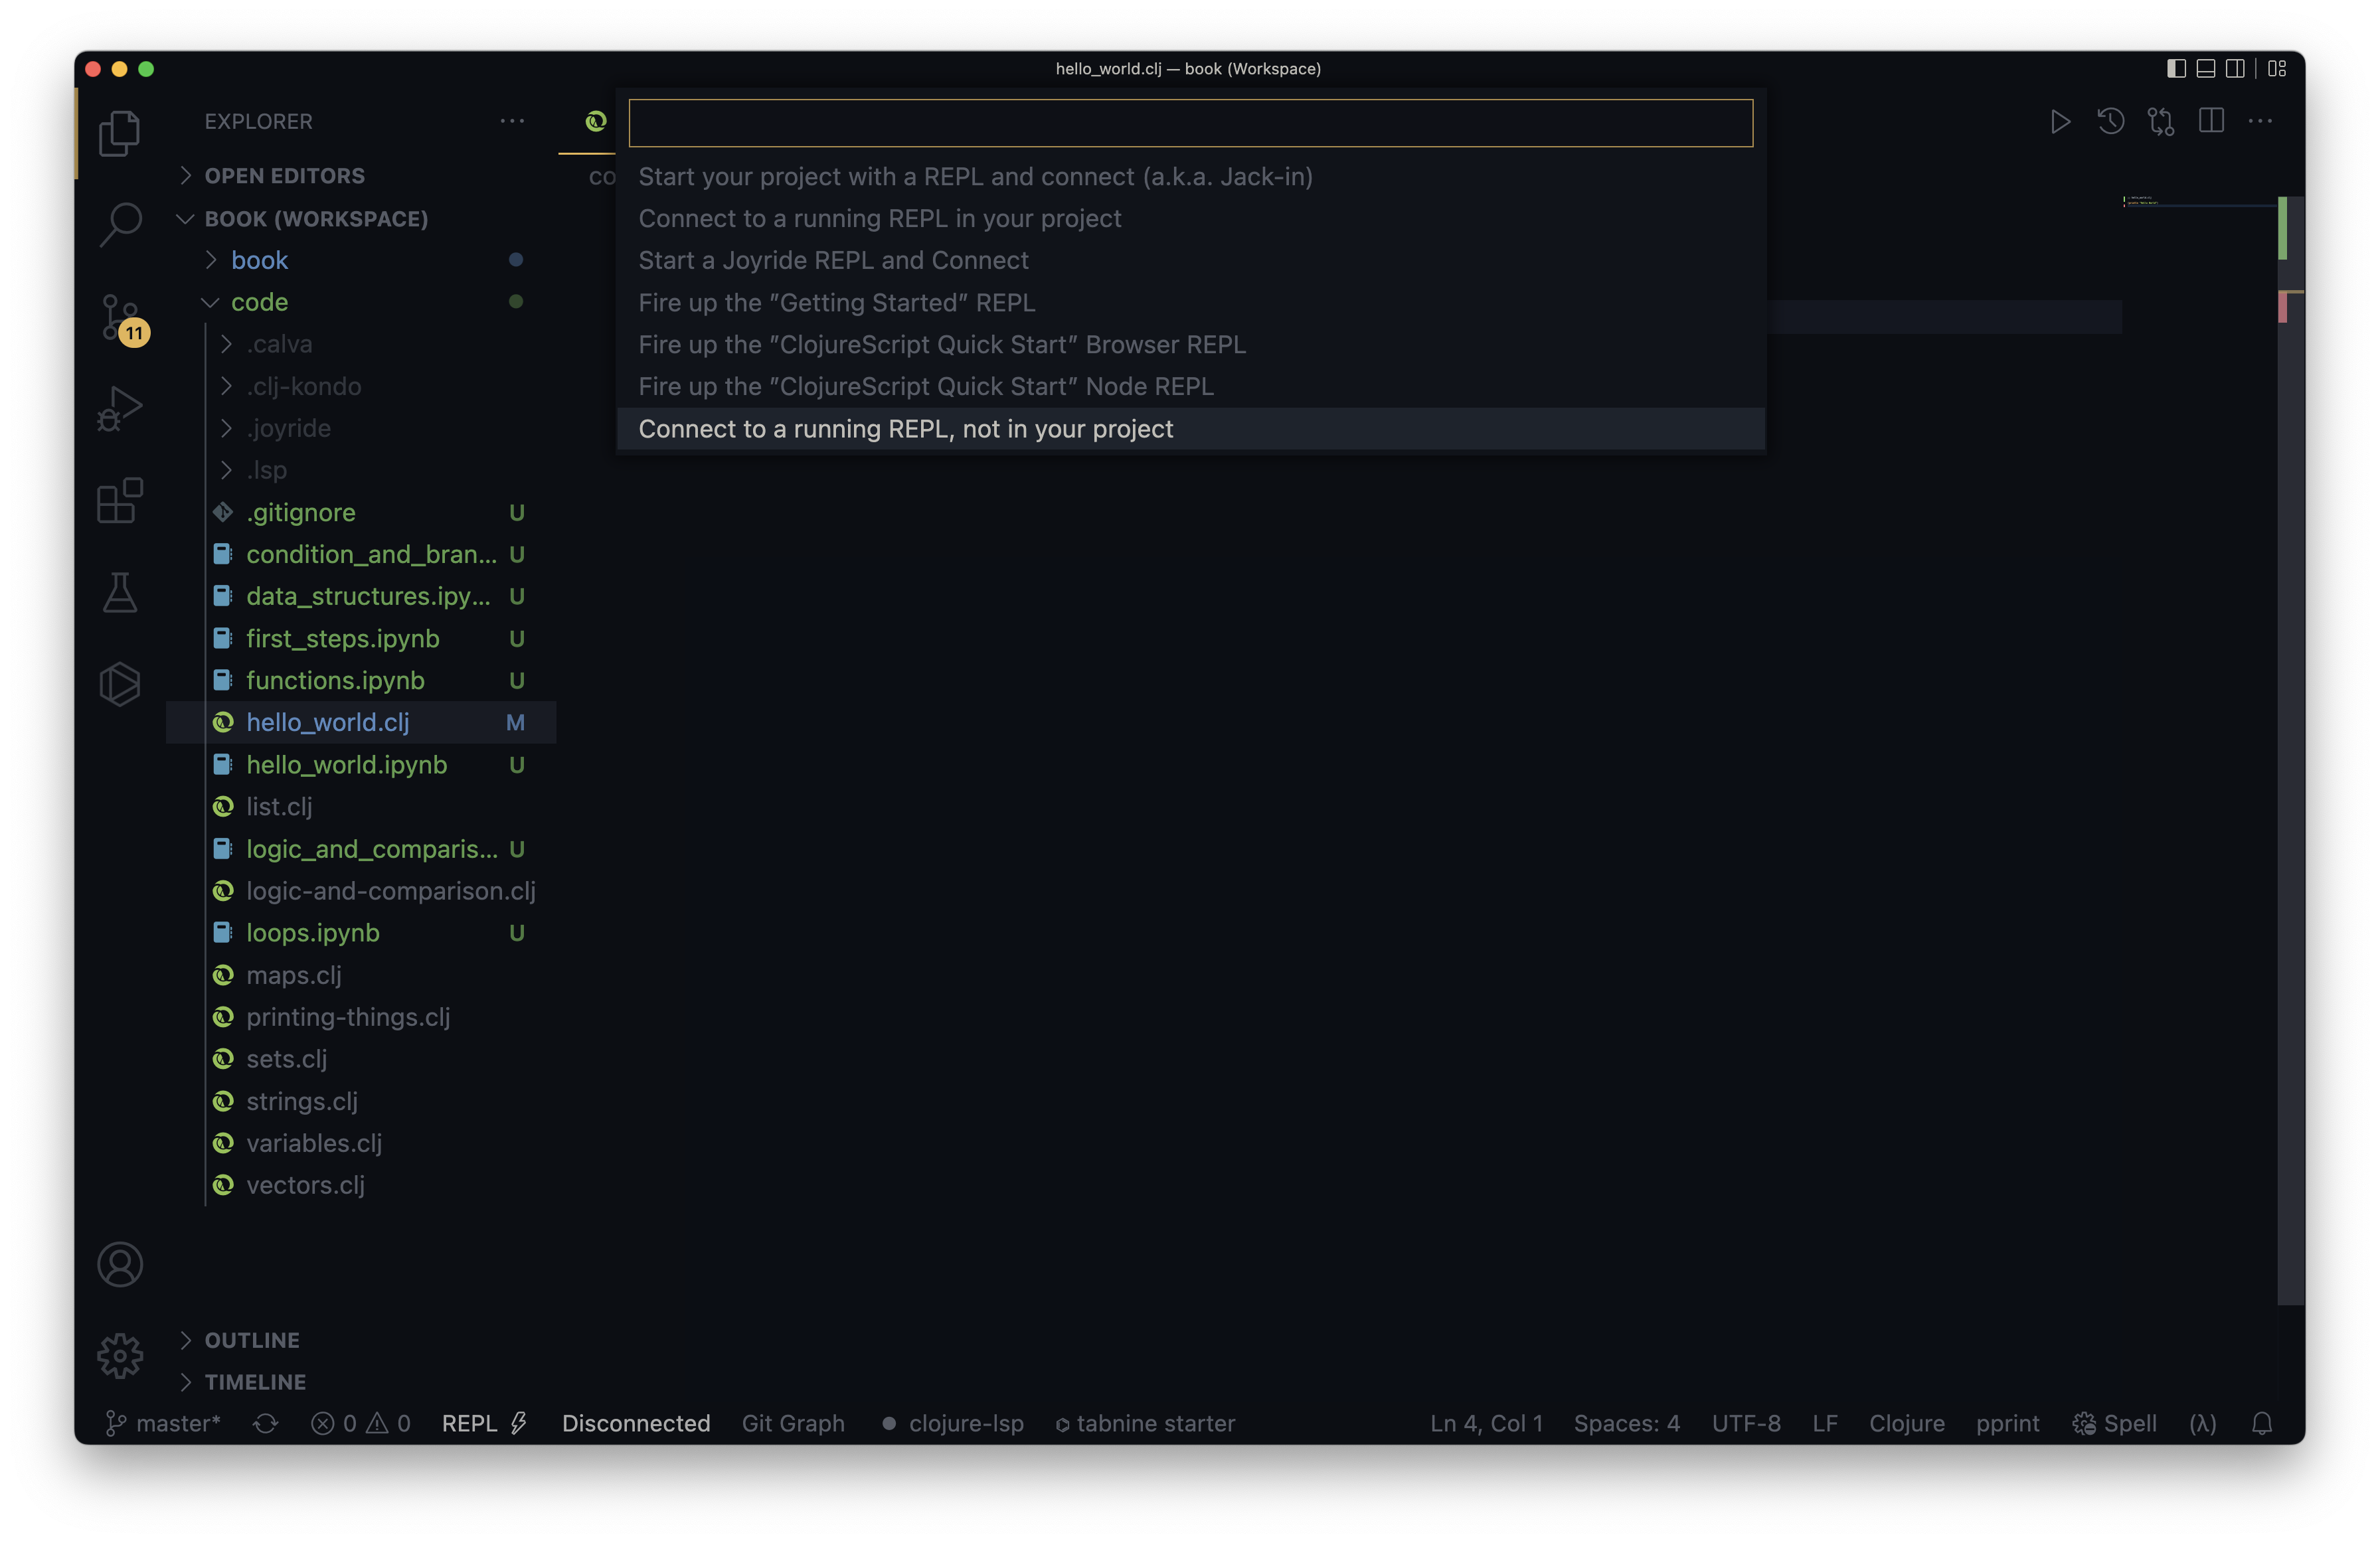 hello_world.clj — book (Workspace)
EXPLORER
OPEN EDITORS
BOOK (WORKSPACE)
book
code
.calva
.clj-kondo
.joyride
.lsp
.gitignore U
condition_and_bran... U
data_structures.ipy... U
first_steps.ipynb U
functions.ipynb U
hello_world.clj M
hello_world.ipynb U
list.clj
logic_and_comparis... U
logic-and-comparison.clj
loops.ipynb U
maps.clj
printing-things.clj
sets.clj
strings.clj
variables.clj
vectors.clj
OUTLINE
TIMELINE
11
co
Start your project with a REPL and connect (a.k.a. Jack-in)
Connect to a running REPL in your project
Start a Joyride REPL and Connect
Fire up the "Getting Started" REPL
Fire up the "ClojureScript Quick Start" Browser REPL
Fire up the "ClojureScript Quick Start" Node REPL
Connect to a running REPL, not in your project
master* 0 0 REPL Disconnected Git Graph clojure-lsp tabnine starter Ln 4, Col 1 Spaces: 4 UTF-8 LF Clojure pprint Spell (λ)